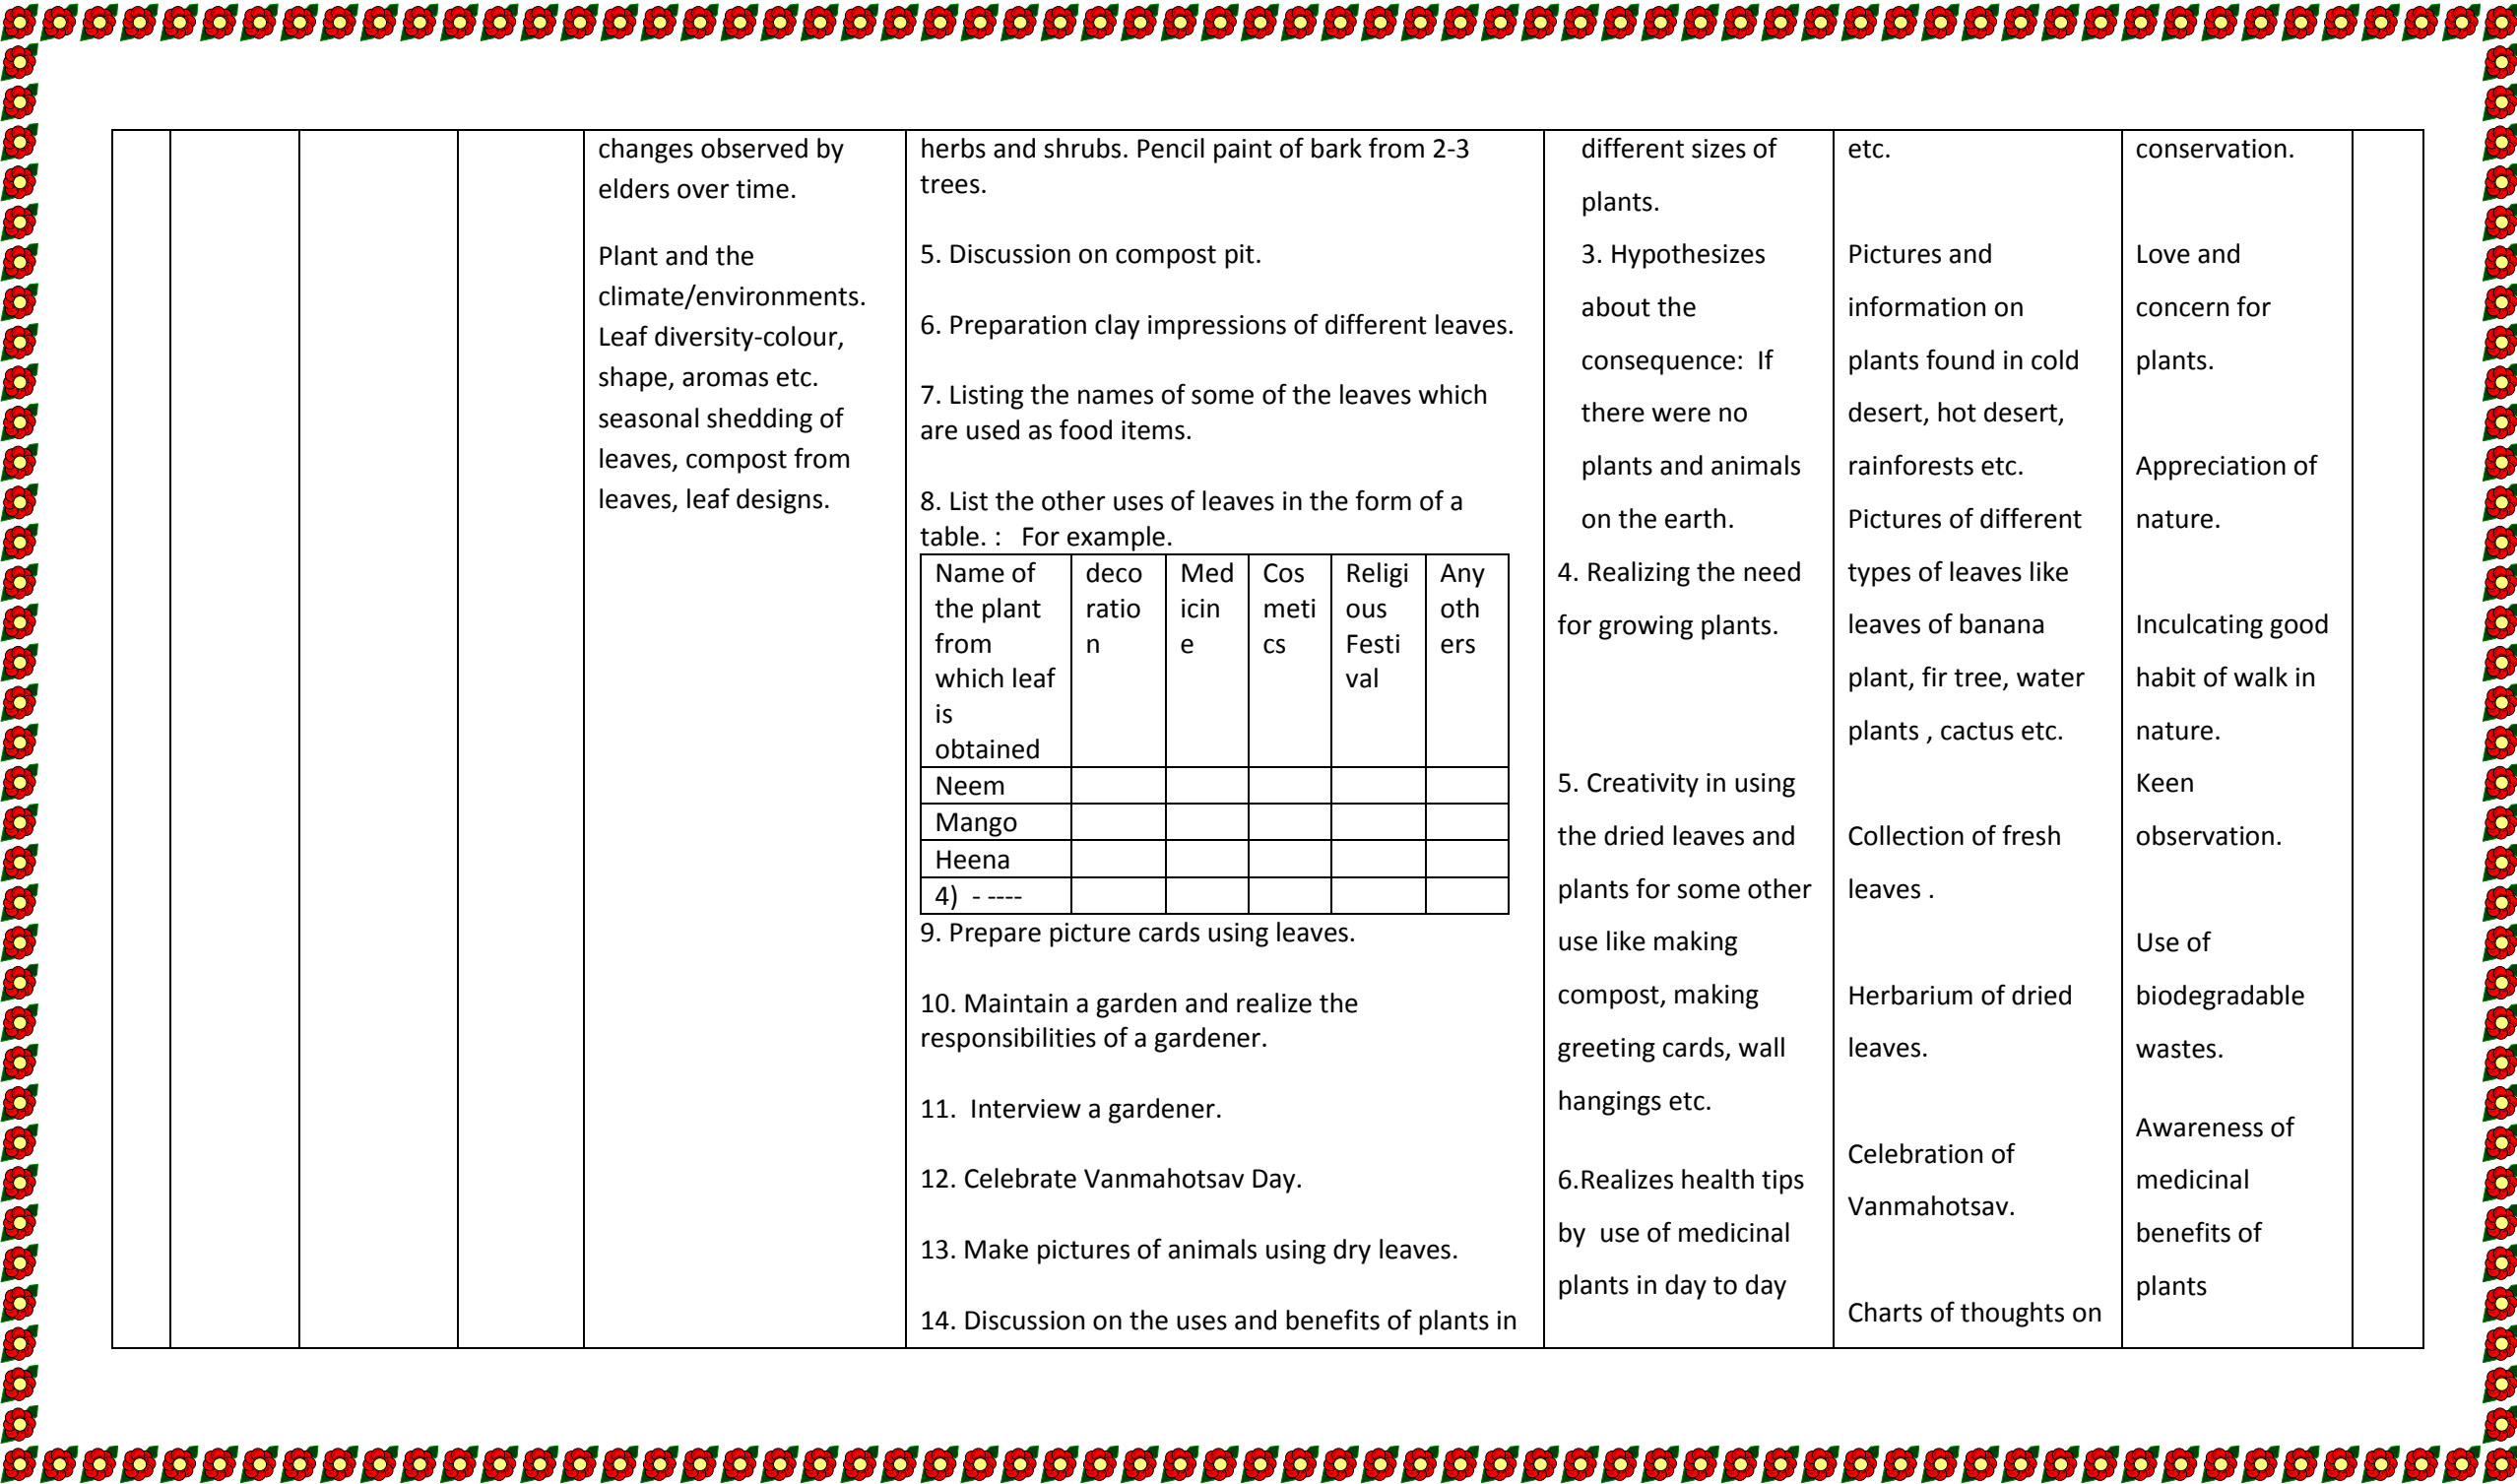 changes observed by
elders over time.
Plant and the
climate/environments.
Leaf diversity-colour,
shape, aromas etc.
seasonal shedding of
leaves, compost from
leaves, leaf designs.
herbs and shrubs. Pencil paint of bark from 2-3
trees.
5. Discussion on compost pit.
6. Preparation clay impressions of different leaves.
7. Listing the names of some of the leaves which
are used as food items.
8. List the other uses of leaves in the form of a
table. :   For example.
Name of
the plant
from
which leaf
is
obtained
deco
ratio
n
Med
icin
e
Cos
meti
cs
Religi
ous
Festi
val
Any
oth
ers
Neem
Mango
Heena
4)  - ----
9. Prepare picture cards using leaves.
10. Maintain a garden and realize the
responsibilities of a gardener.
11.  Interview a gardener.
12. Celebrate Vanmahotsav Day.
13. Make pictures of animals using dry leaves.
14. Discussion on the uses and benefits of plants in
different sizes of
plants.
3. Hypothesizes
about the
consequence:  If
there were no
plants and animals
on the earth.
4. Realizing the need
for growing plants.
5. Creativity in using
the dried leaves and
plants for some other
use like making
compost, making
greeting cards, wall
hangings etc.
6.Realizes health tips
by  use of medicinal
plants in day to day
etc.
Pictures and
information on
plants found in cold
desert, hot desert,
rainforests etc.
Pictures of different
types of leaves like
leaves of banana
plant, fir tree, water
plants , cactus etc.
Collection of fresh
leaves .
Herbarium of dried
leaves.
Celebration of
Vanmahotsav.
Charts of thoughts on
conservation.
Love and
concern for
plants.
Appreciation of
nature.
Inculcating good
habit of walk in
nature.
Keen
observation.
Use of
biodegradable
wastes.
Awareness of
medicinal
benefits of
plants